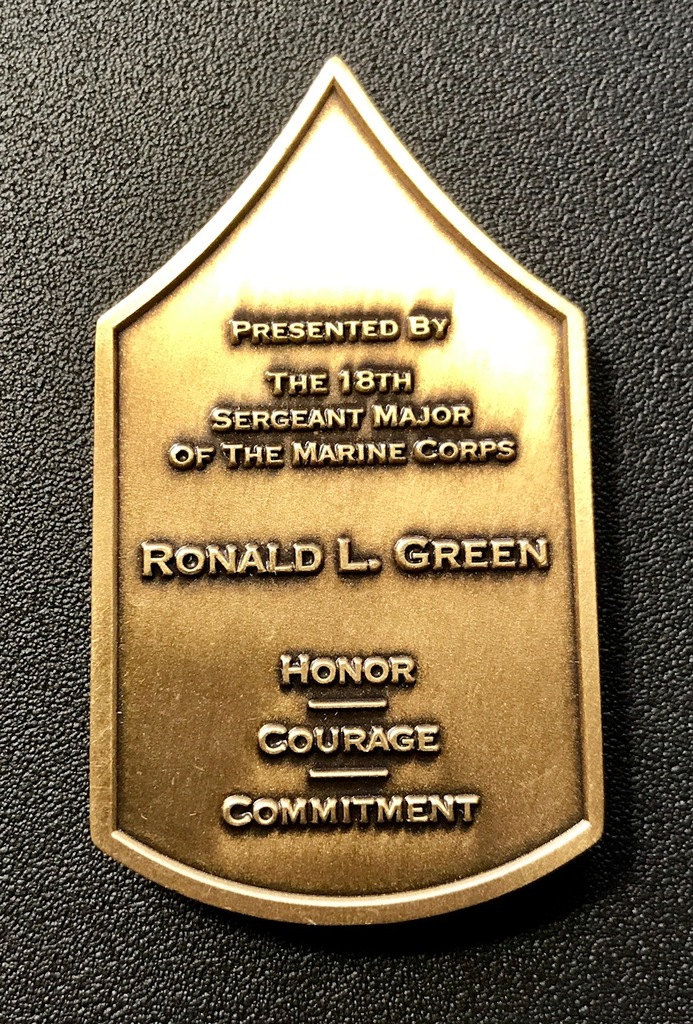 Presented By
The 18th
Sergeant Major
Of The Marine Corps
Ronald L. Green
Honor
Courage
Commitment